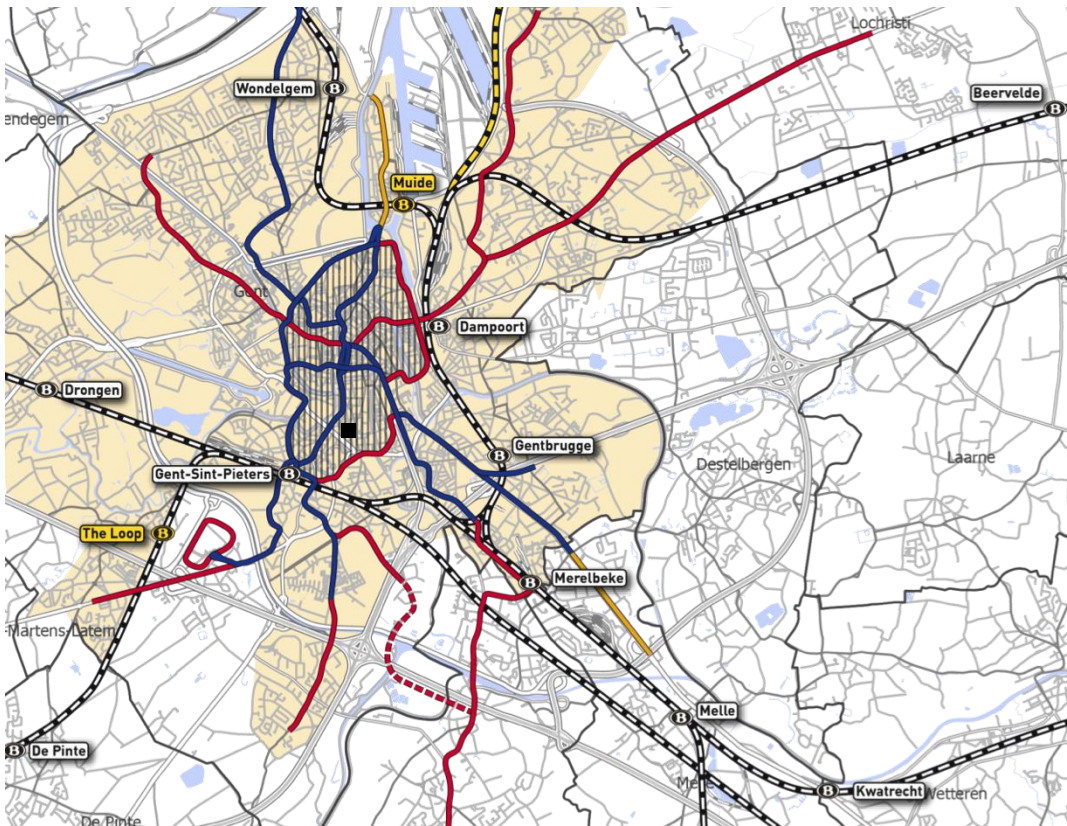 Lochristi
Wondelgem
B
Beervelde
B
endegem
Muide
B
Gent
B
Dampoort
Drongen
B
Gentbrugge
B
Destelbergen
Laarne
Gent-Sint-Pieters
B
The Loop
B
B
Merelbeke
Martens-Latem
Melle
B
B
De Pinte
Melle
B
Kwatrecht
Wetteren
De Pinte